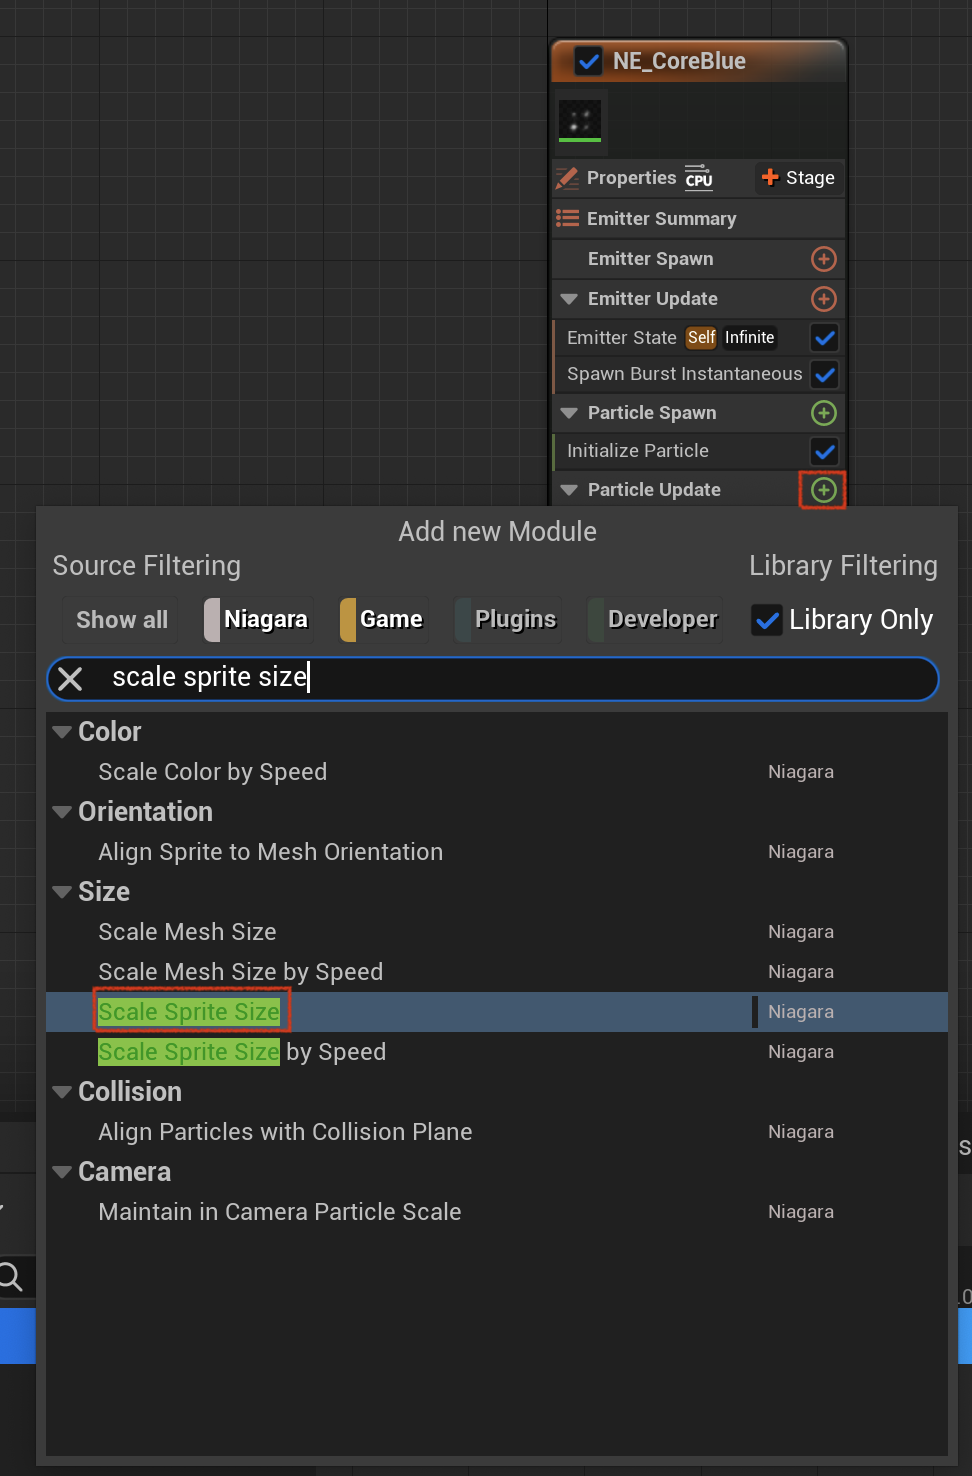 NE_CoreBlue
Properties CPU Stage
Emitter Summary
Emitter Spawn
Emitter Update
Emitter State Self Infinite
Spawn Burst Instantaneous
Particle Spawn
Initialize Particle
Particle Update
Add new Module
Source Filtering Library Filtering
Show all Niagara Game Plugins Developer Library Only
scale sprite size
Color
Scale Color by Speed Niagara
Orientation
Align Sprite to Mesh Orientation Niagara
Size
Scale Mesh Size Niagara
Scale Mesh Size by Speed Niagara
Scale Sprite Size Niagara
Scale Sprite Size by Speed Niagara
Collision
Align Particles with Collision Plane Niagara
Camera
Maintain in Camera Particle Scale Niagara